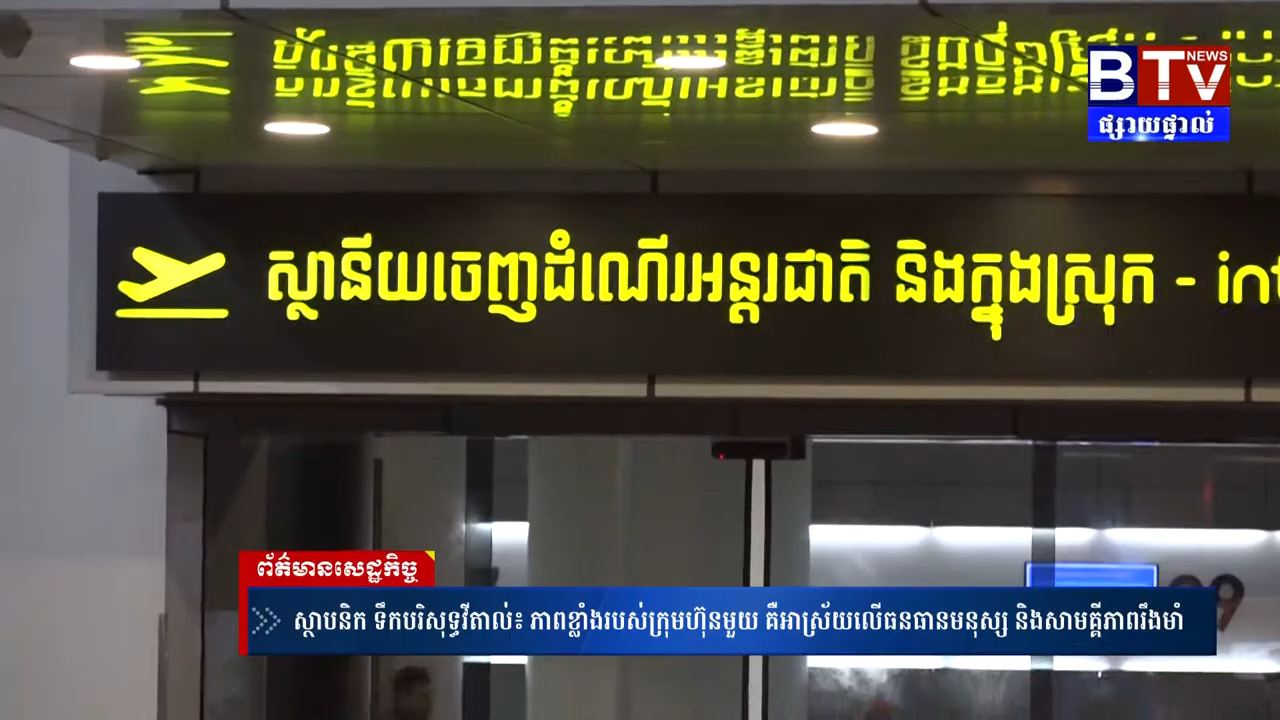 BTV NEWS
ផ្សាយផ្ទាល់
ស្ថានីយចេញដំណើរអន្តរជាតិ និងក្នុងស្រុក - int
ព័ត៌មានសេដ្ឋកិច្ច
ស្ថាបនិក ទឹកបរិសុទ្ធវីតាល់៖ ភាពខ្លាំងរបស់ក្រុមហ៊ុនមួយ គឺអាស្រ័យលើធនធានមនុស្ស និងសាមគ្គីភាពរឹងមាំ